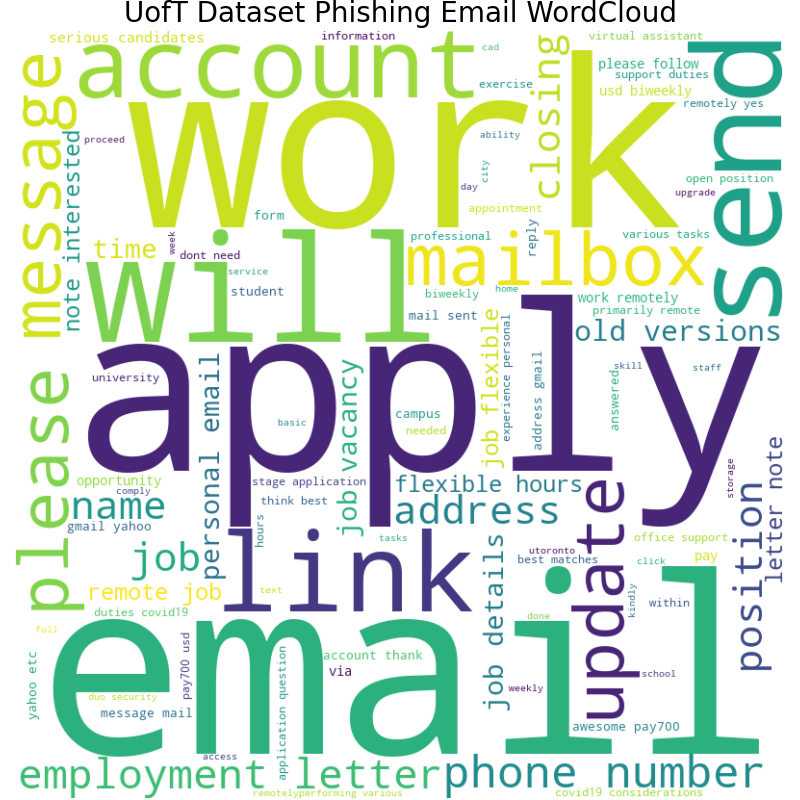 UofT Dataset Phishing Email WordCloud
serious candidates
information
virtual assistant
account
cad
please follow
support duties
exercise
usd biweekly
remotely yes
message
work
closing
send
proceed
ability
note interested
city
open position
day
upgrade
appointment
form
time
week
dont need
professional
reply
various tasks
will
mailbox
service
student
biweekly
home
work remotely
mail sent
primarily remote
old versions
apply
job flexible
experience personal
address gmail
answered
skill
staff
university
personal email
job vacancy
campus
basic
needed
please
opportunity
comply
stage application
flexible hours
storage
name
think best
address
update
position
letter note
gmail yahoo
hours
tasks
office support
job
link
utoronto
best matches
click
pay
remote job
text
job details
kindly
within
duties covid19
done
full
email
yahoo etc
pay700 usd
account thank
via
school
duo security
weekly
message mail
application question
awesome pay700
access
employment letter
phone number
remotelyperforming various
covid19 considerations